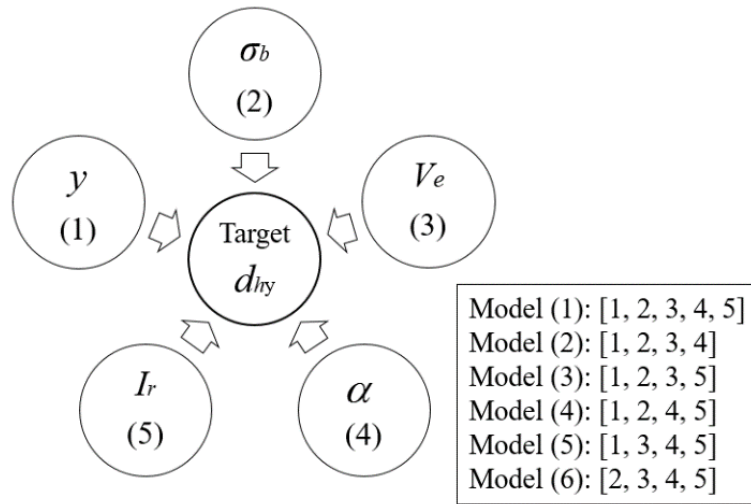 σb
(2)
y
(1)
Ve
(3)
Target
dhy
Ir
(5)
α
(4)
Model (1): [1, 2, 3, 4, 5]
Model (2): [1, 2, 3, 4]
Model (3): [1, 2, 3, 5]
Model (4): [1, 2, 4, 5]
Model (5): [1, 3, 4, 5]
Model (6): [2, 3, 4, 5]